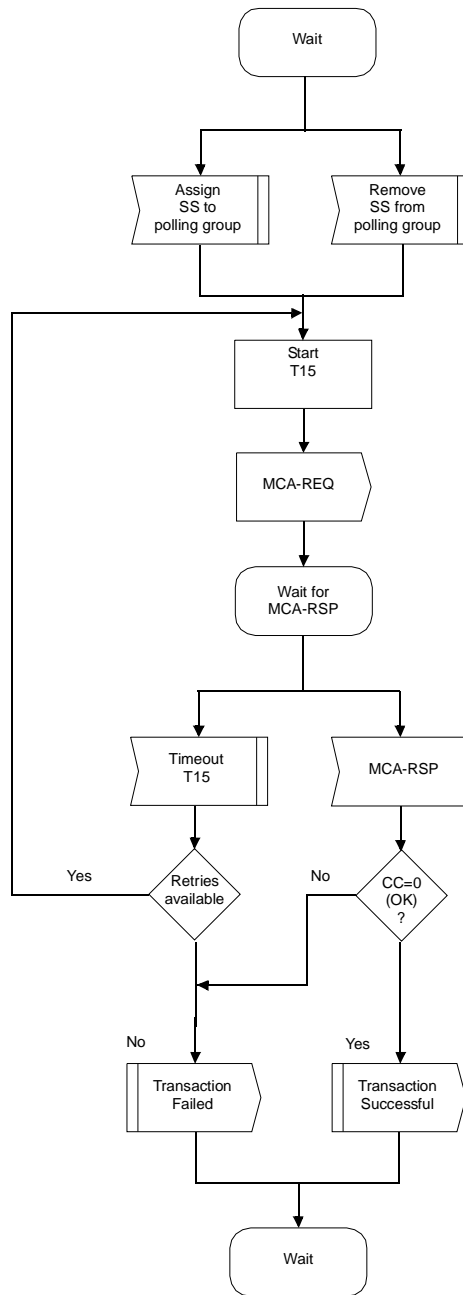 Wait
Assign
SS to
polling group
Remove
SS from
polling group
Start
T15
MCA-REQ
Wait for
MCA-RSP
Timeout
T15
MCA-RSP
Yes
Retries
available
No
CC=0
(OK)
?
No
Yes
Transaction
Failed
Transaction
Successful
Wait